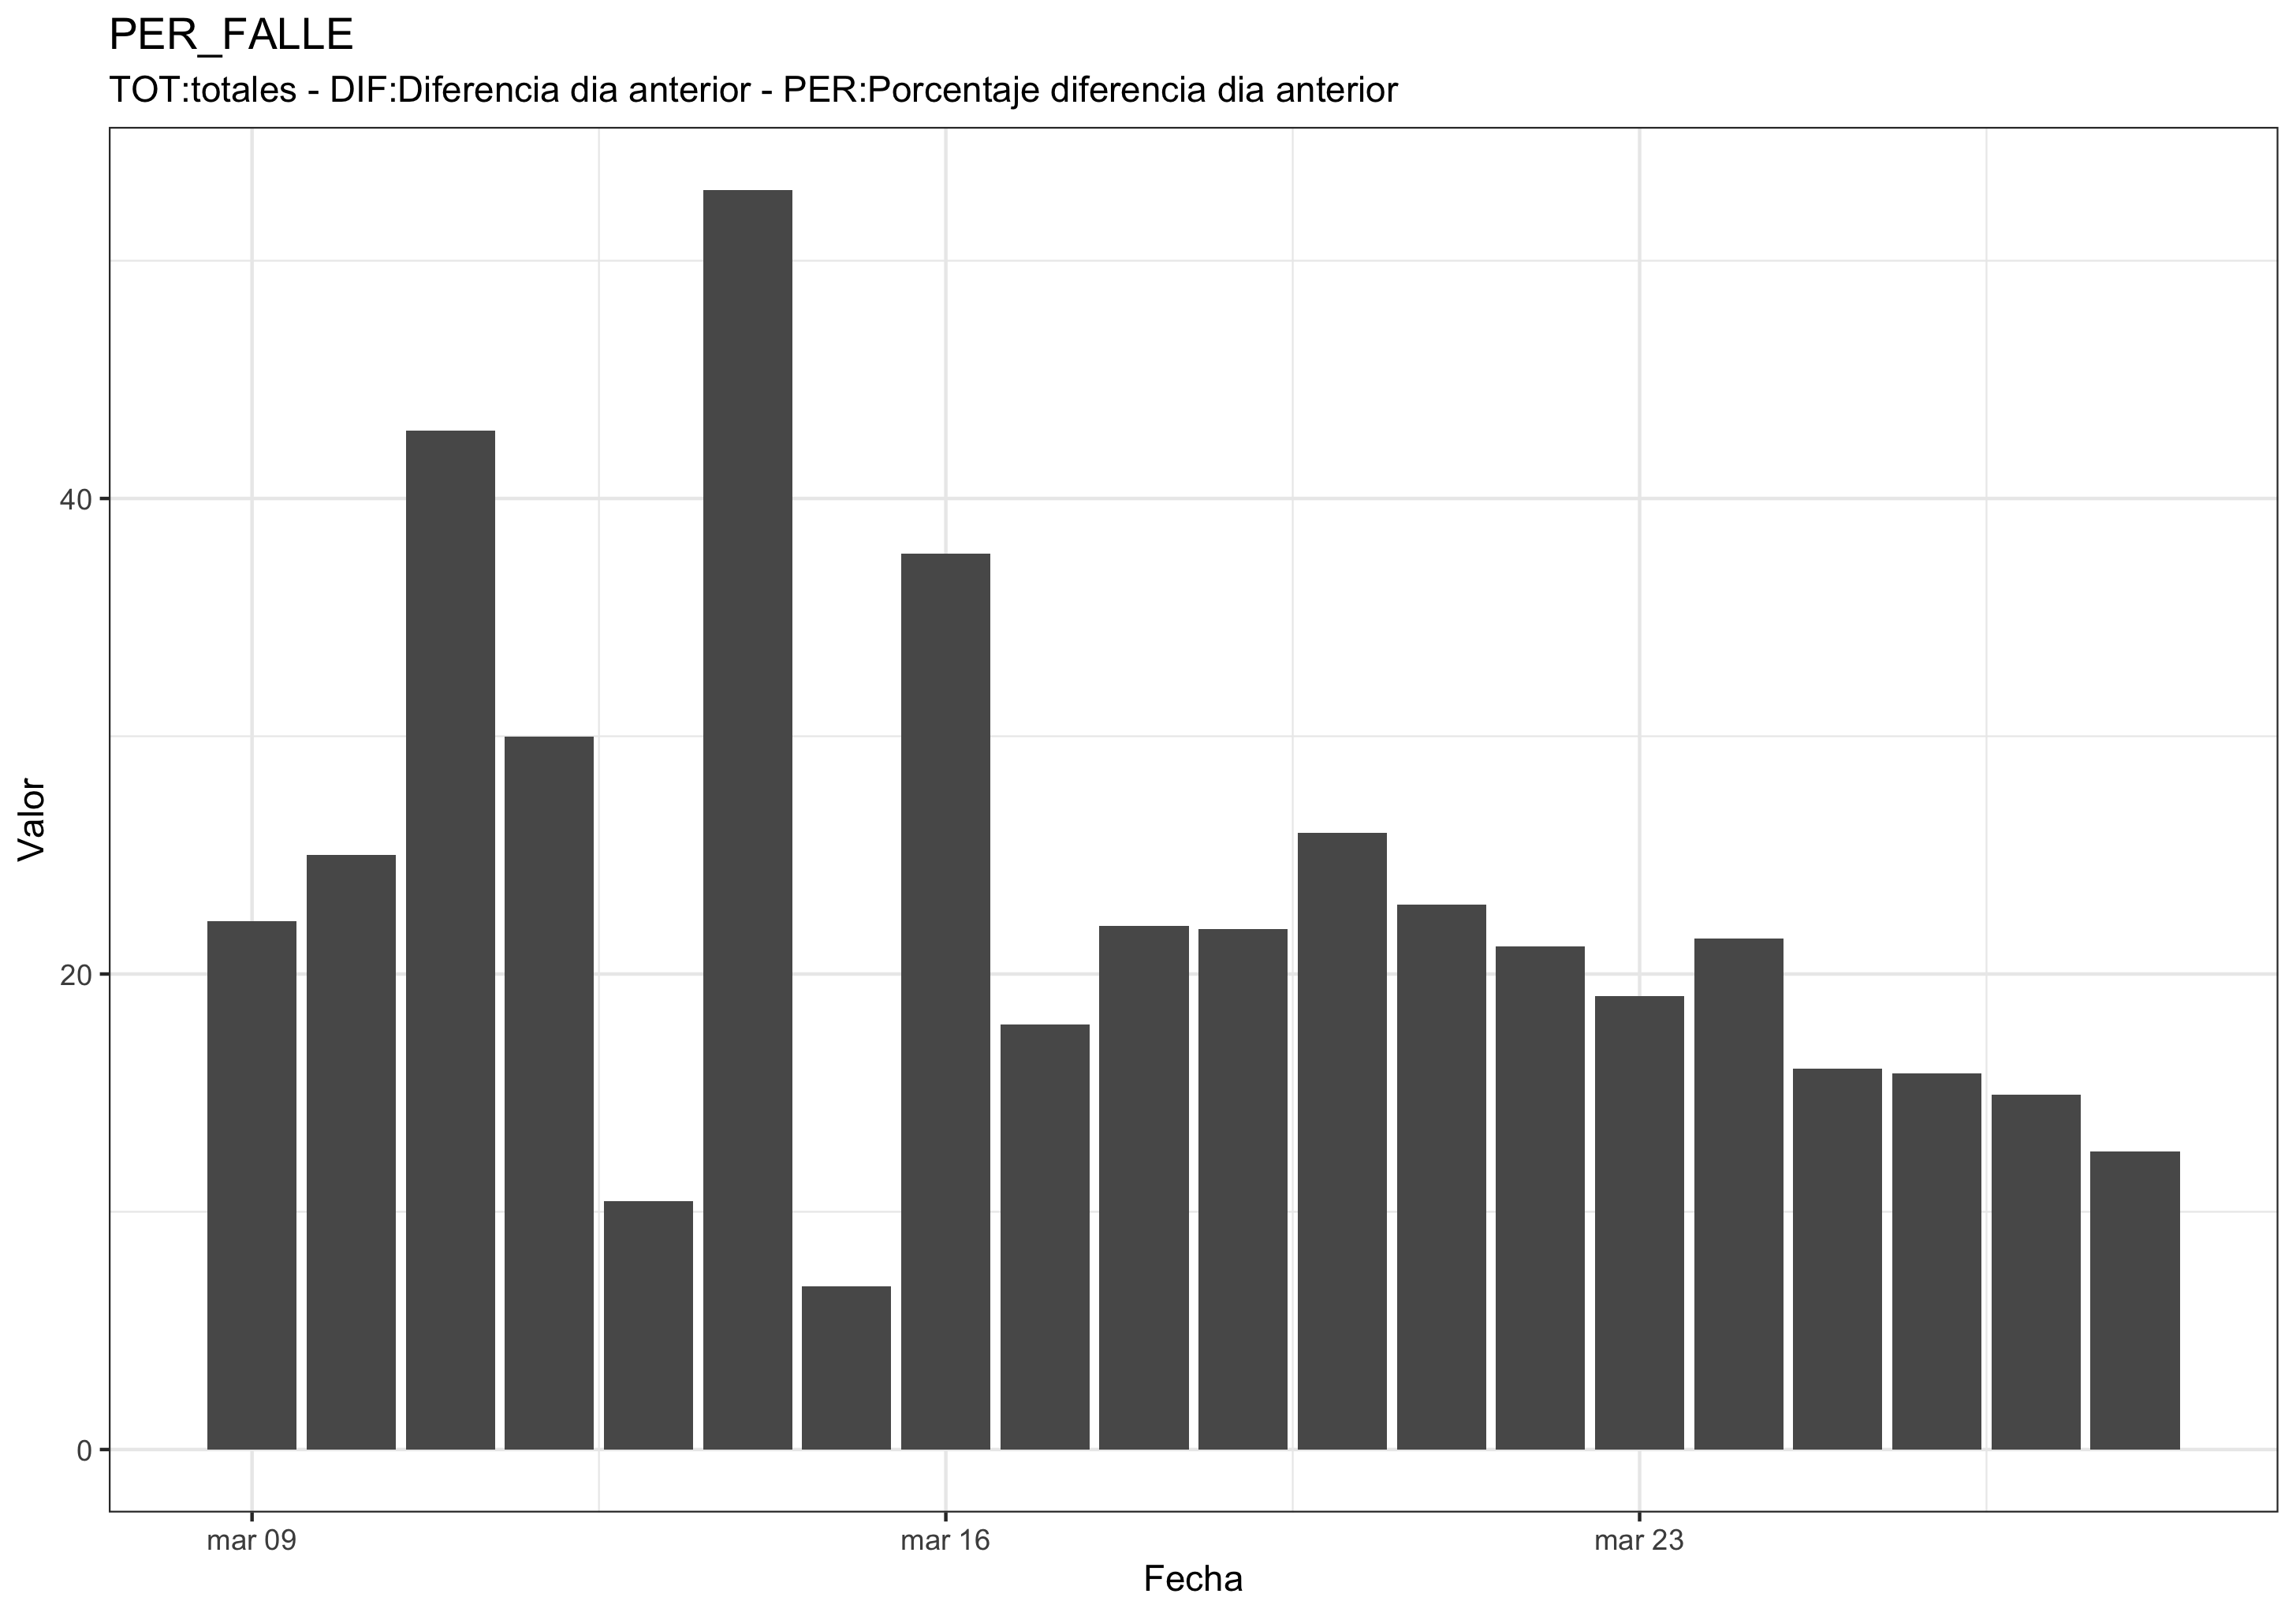 PER_FALLE
TOT:totales - DIF:Diferencia dia anterior - PER:Porcentaje diferencia dia anterior
Valor
40
20
0
mar 09
mar 16
mar 23
Fecha